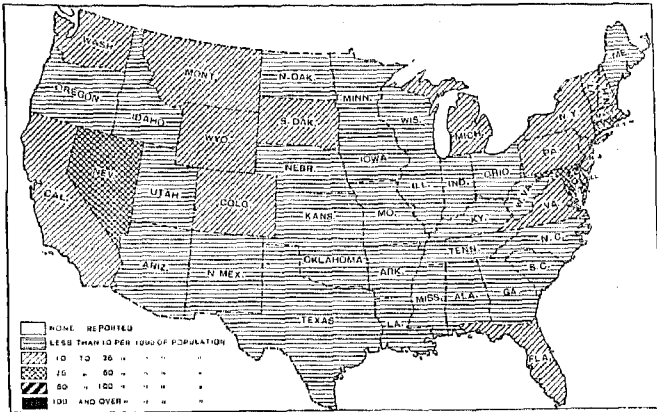 WASH.
MONT.
N. DAK.
MINN.
ME.
OREGON.
IDAHO.
WYO.
S. DAK.
WIS.
MICH.
N.Y.
NEV.
UTAH
COLO.
NEBR.
IOWA.
ILL.
IND.
OHIO.
PA.
CAL.
KANS.
MO.
KY.
W.VA.
VA.
ARIZ.
N MEX.
OKLAHOMA
ARK.
TENN.
N.C.
S.C.
TEXAS
LA.
MISS.
ALA.
GA.
FLA.
NONE REPORTED
LESS THAN 10 PER 1000 OF POPULATION
10 TO 25 " " " "
25 " 50 " " " "
50 " 100 " " " "
100 AND OVER " " " "